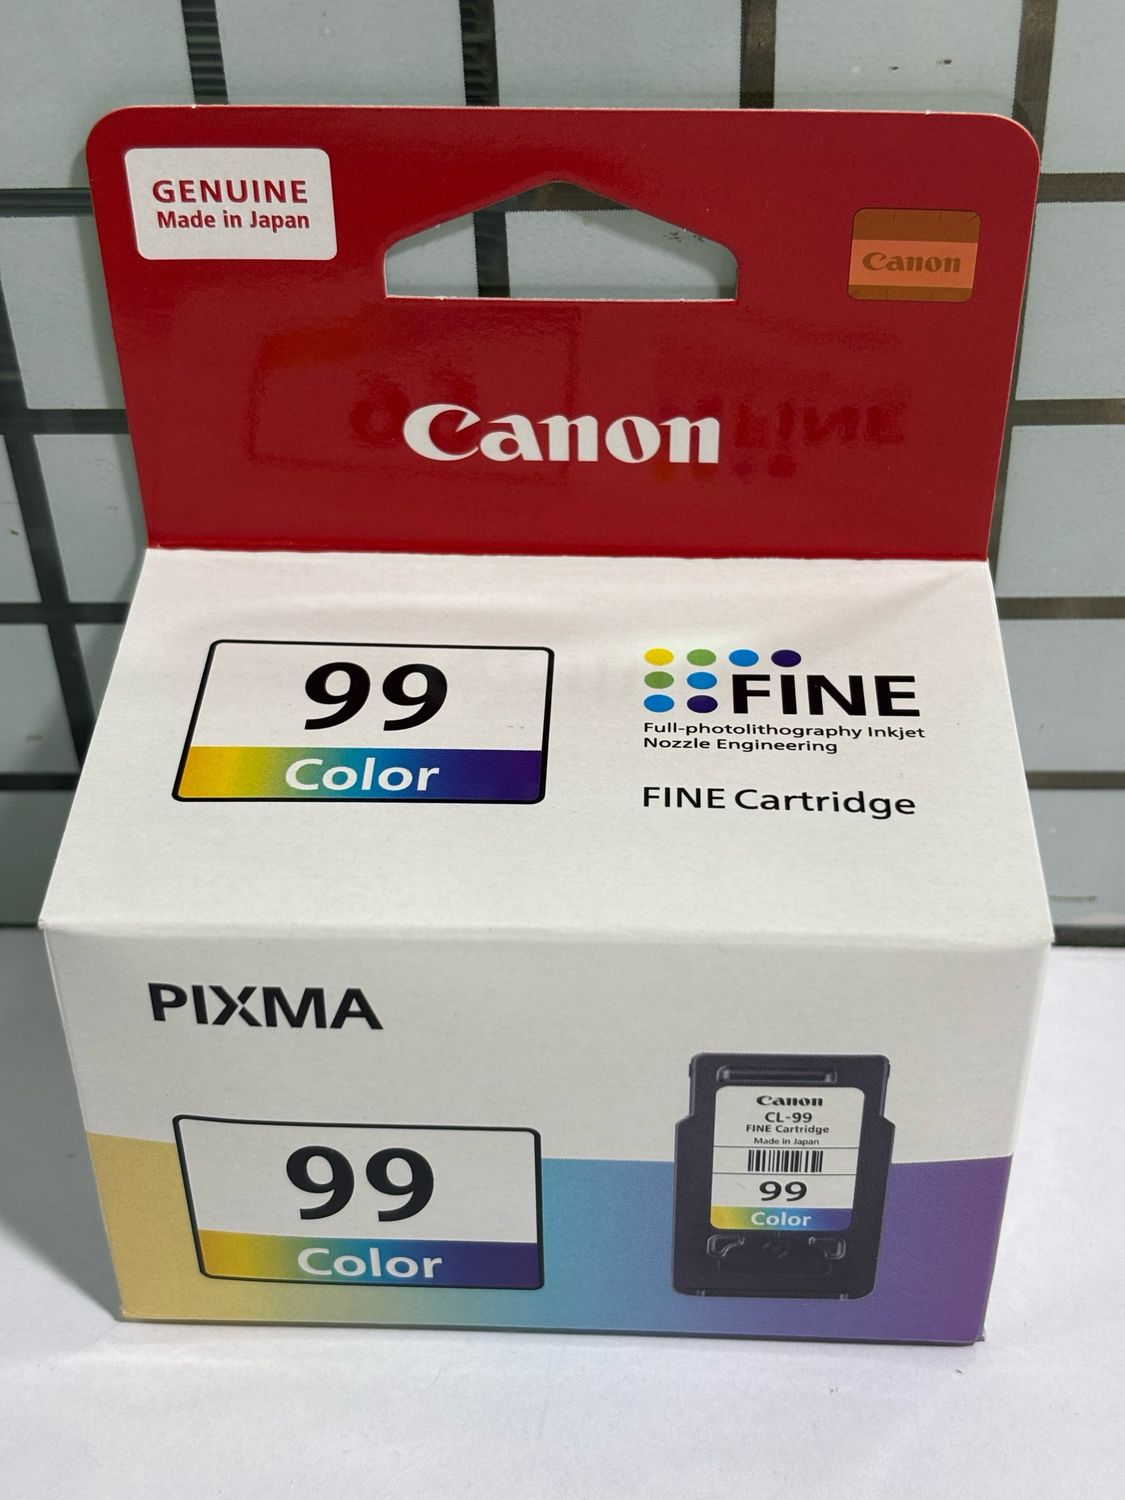 GENUINE
Made in Japan
Canon
Canon
99
Color
FINE
Full-photolithography Inkjet
Nozzle Engineering
FINE Cartridge
PIXMA
99
Color
Canon
CL-99
FINE Cartridge
Made in Japan
99
Color